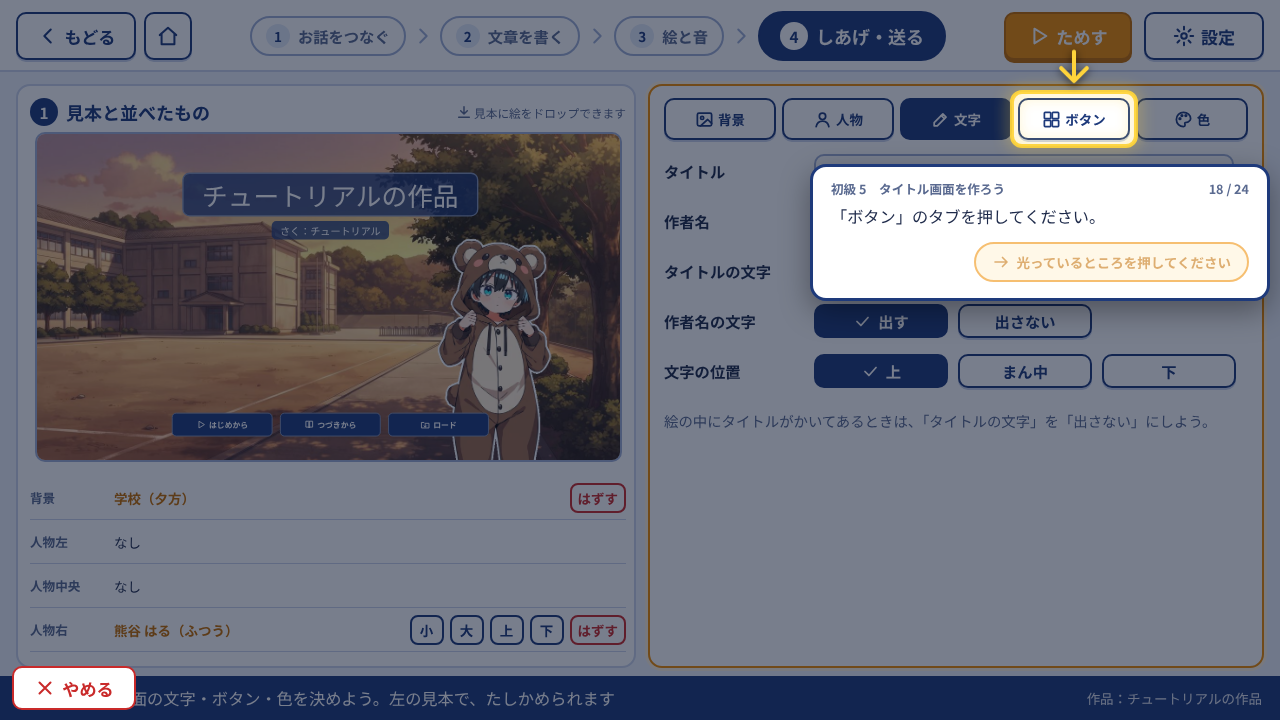 もどる
1 お話をつなぐ
2 文章を書く
3 絵と音
4 しあげ・送る
ためす
設定
1 見本と並べたもの
見本に絵をドロップできます
チュートリアルの作品
さく：チュートリアル
はじめから
つづきから
ロード
背景 学校（夕方） はずす
人物左 なし
人物中央 なし
人物右 熊谷 はる（ふつう） 小 大 上 下 はずす
背景
人物
文字
ボタン
色
タイトル
初級 5 タイトル画面を作ろう 18 / 24
「ボタン」のタブを押してください。
光っているところを押してください
作者名
タイトルの文字
作者名の文字 出す 出さない
文字の位置 上 まん中 下
絵の中にタイトルがかいてあるときは、「タイトルの文字」を「出さない」にしよう。
やめる
面の文字・ボタン・色を決めよう。左の見本で、たしかめられます
作品：チュートリアルの作品